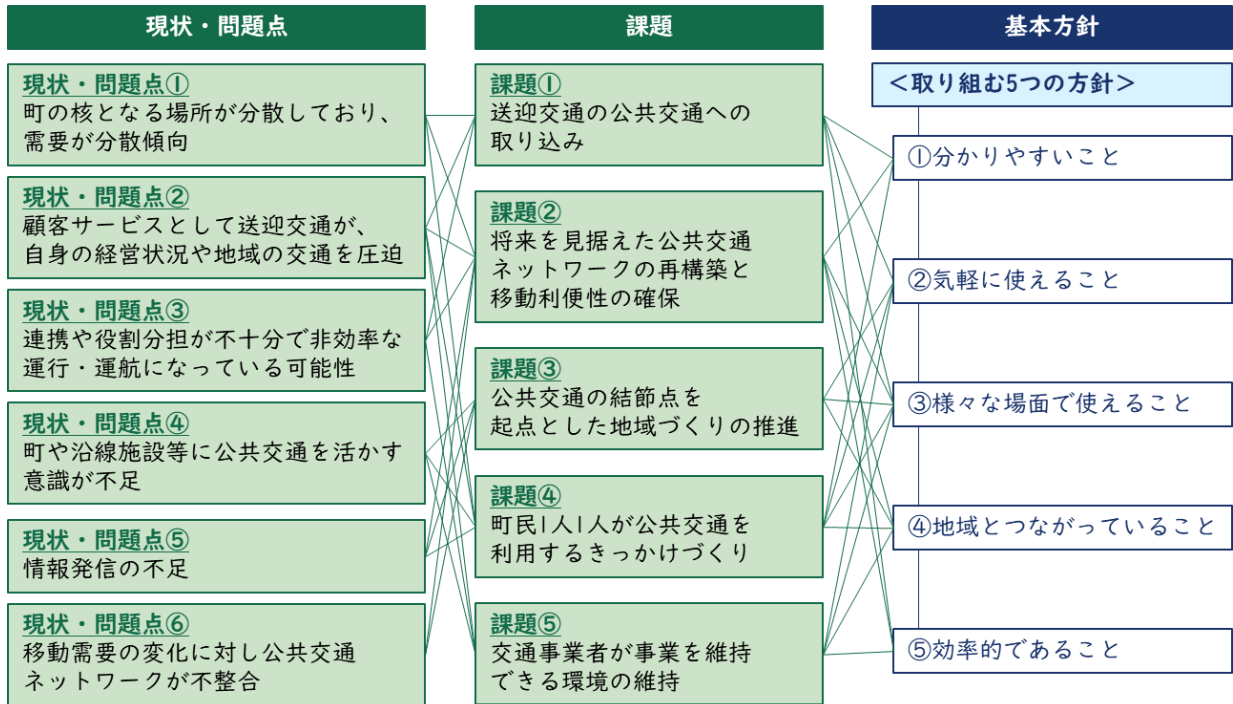 現状・問題点
現状・問題点①
町の核となる場所が分散しており、
需要が分散傾向
現状・問題点②
顧客サービスとして送迎交通が、
自身の経営状況や地域の交通を圧迫
現状・問題点③
連携や役割分担が不十分で非効率な
運行・運航になっている可能性
現状・問題点④
町や沿線施設等に公共交通を活かす
意識が不足
現状・問題点⑤
情報発信の不足
現状・問題点⑥
移動需要の変化に対し公共交通
ネットワークが不整合
課題
課題①
送迎交通の公共交通への
取り込み
課題②
将来を見据えた公共交通
ネットワークの再構築と
移動利便性の確保
課題③
公共交通の結節点を
起点とした地域づくりの推進
課題④
町民1人1人が公共交通を
利用するきっかけづくり
課題⑤
交通事業者が事業を維持
できる環境の維持
基本方針
＜取り組む5つの方針＞
①分かりやすいこと
②気軽に使えること
③様々な場面で使えること
④地域とつながっていること
⑤効率的であること